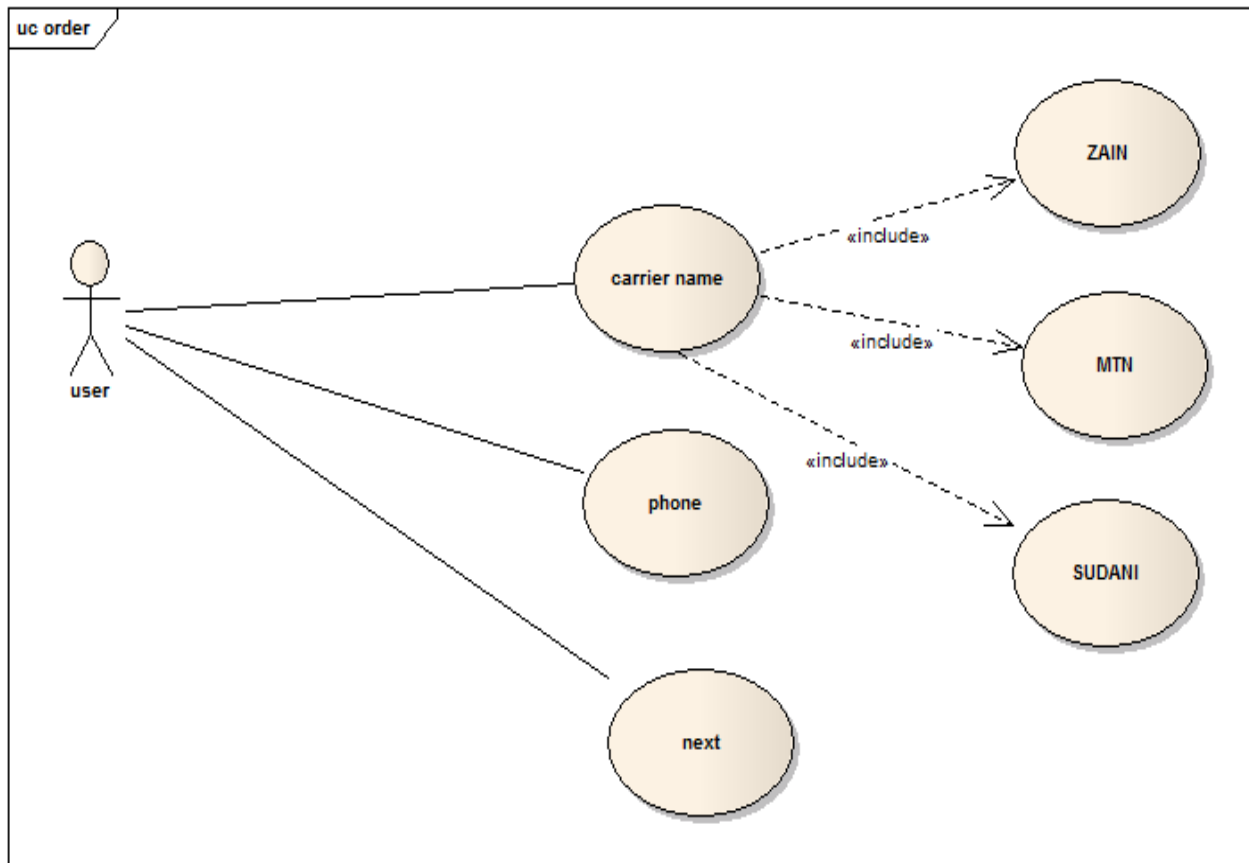 uc order
ZAIN
carrier name
«include»
«include»
MTN
user
«include»
phone
SUDANI
next